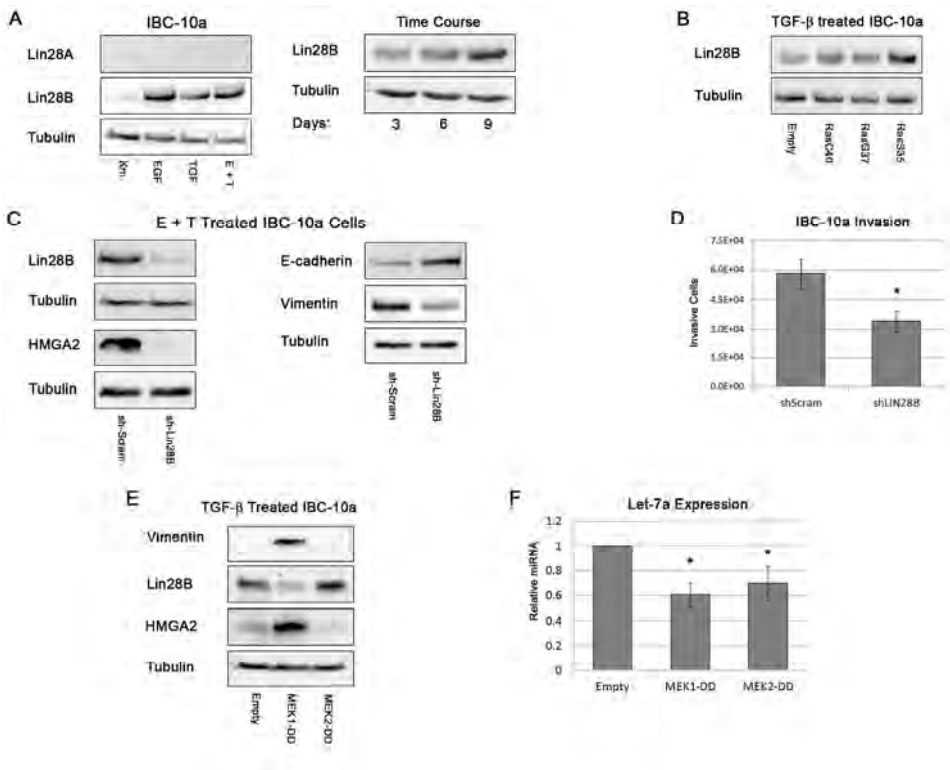 A
IBC-10a
Lin28A
Lin28B
Tubulin
Km
EGF
TGF
E + T
Time Course
Lin28B
Tubulin
Days: 3 6 9
B
TGF-β treated IBC-10a
Lin28B
Tubulin
Empty
RasC40
RasG37
RasS35
C
E + T Treated IBC-10a Cells
Lin28B
Tubulin
HMGA2
Tubulin
sh-Scram
sh-Lin28B
E-cadherin
Vimentin
Tubulin
sh-Scram
sh-Lin28B
D
IBC-10a Invasion
Invasive Cells
7.5E+04
6.0E+04
4.5E+04
3.0E+04
1.5E+04
0.0E+00
*
shScram
shLIN28B
E
TGF-β Treated IBC-10a
Vimentin
Lin28B
HMGA2
Tubulin
Empty
MEK1-DD
MEK2-DD
F
Let-7a Expression
Relative miRNA
1.2
1
0.8
0.6
0.4
0.2
0
*
*
Empty
MEK1-DD
MEK2-DD